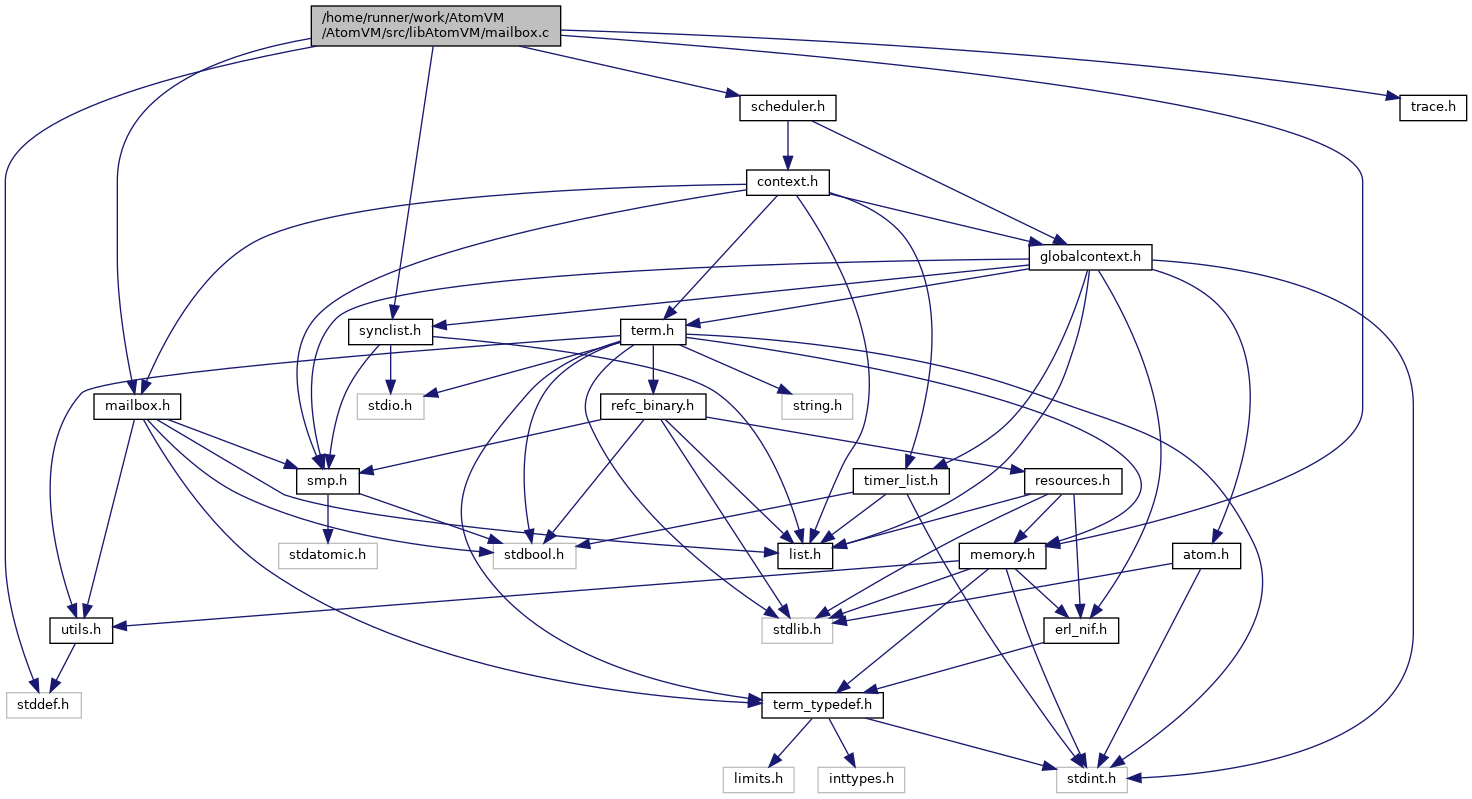 /home/runner/work/AtomVM
/AtomVM/src/libAtomVM/mailbox.c
scheduler.h
trace.h
context.h
globalcontext.h
synclist.h
term.h
mailbox.h
stdio.h
refc_binary.h
string.h
smp.h
timer_list.h
resources.h
stdatomic.h
stdbool.h
list.h
memory.h
atom.h
utils.h
stdlib.h
erl_nif.h
stddef.h
term_typedef.h
limits.h
inttypes.h
stdint.h